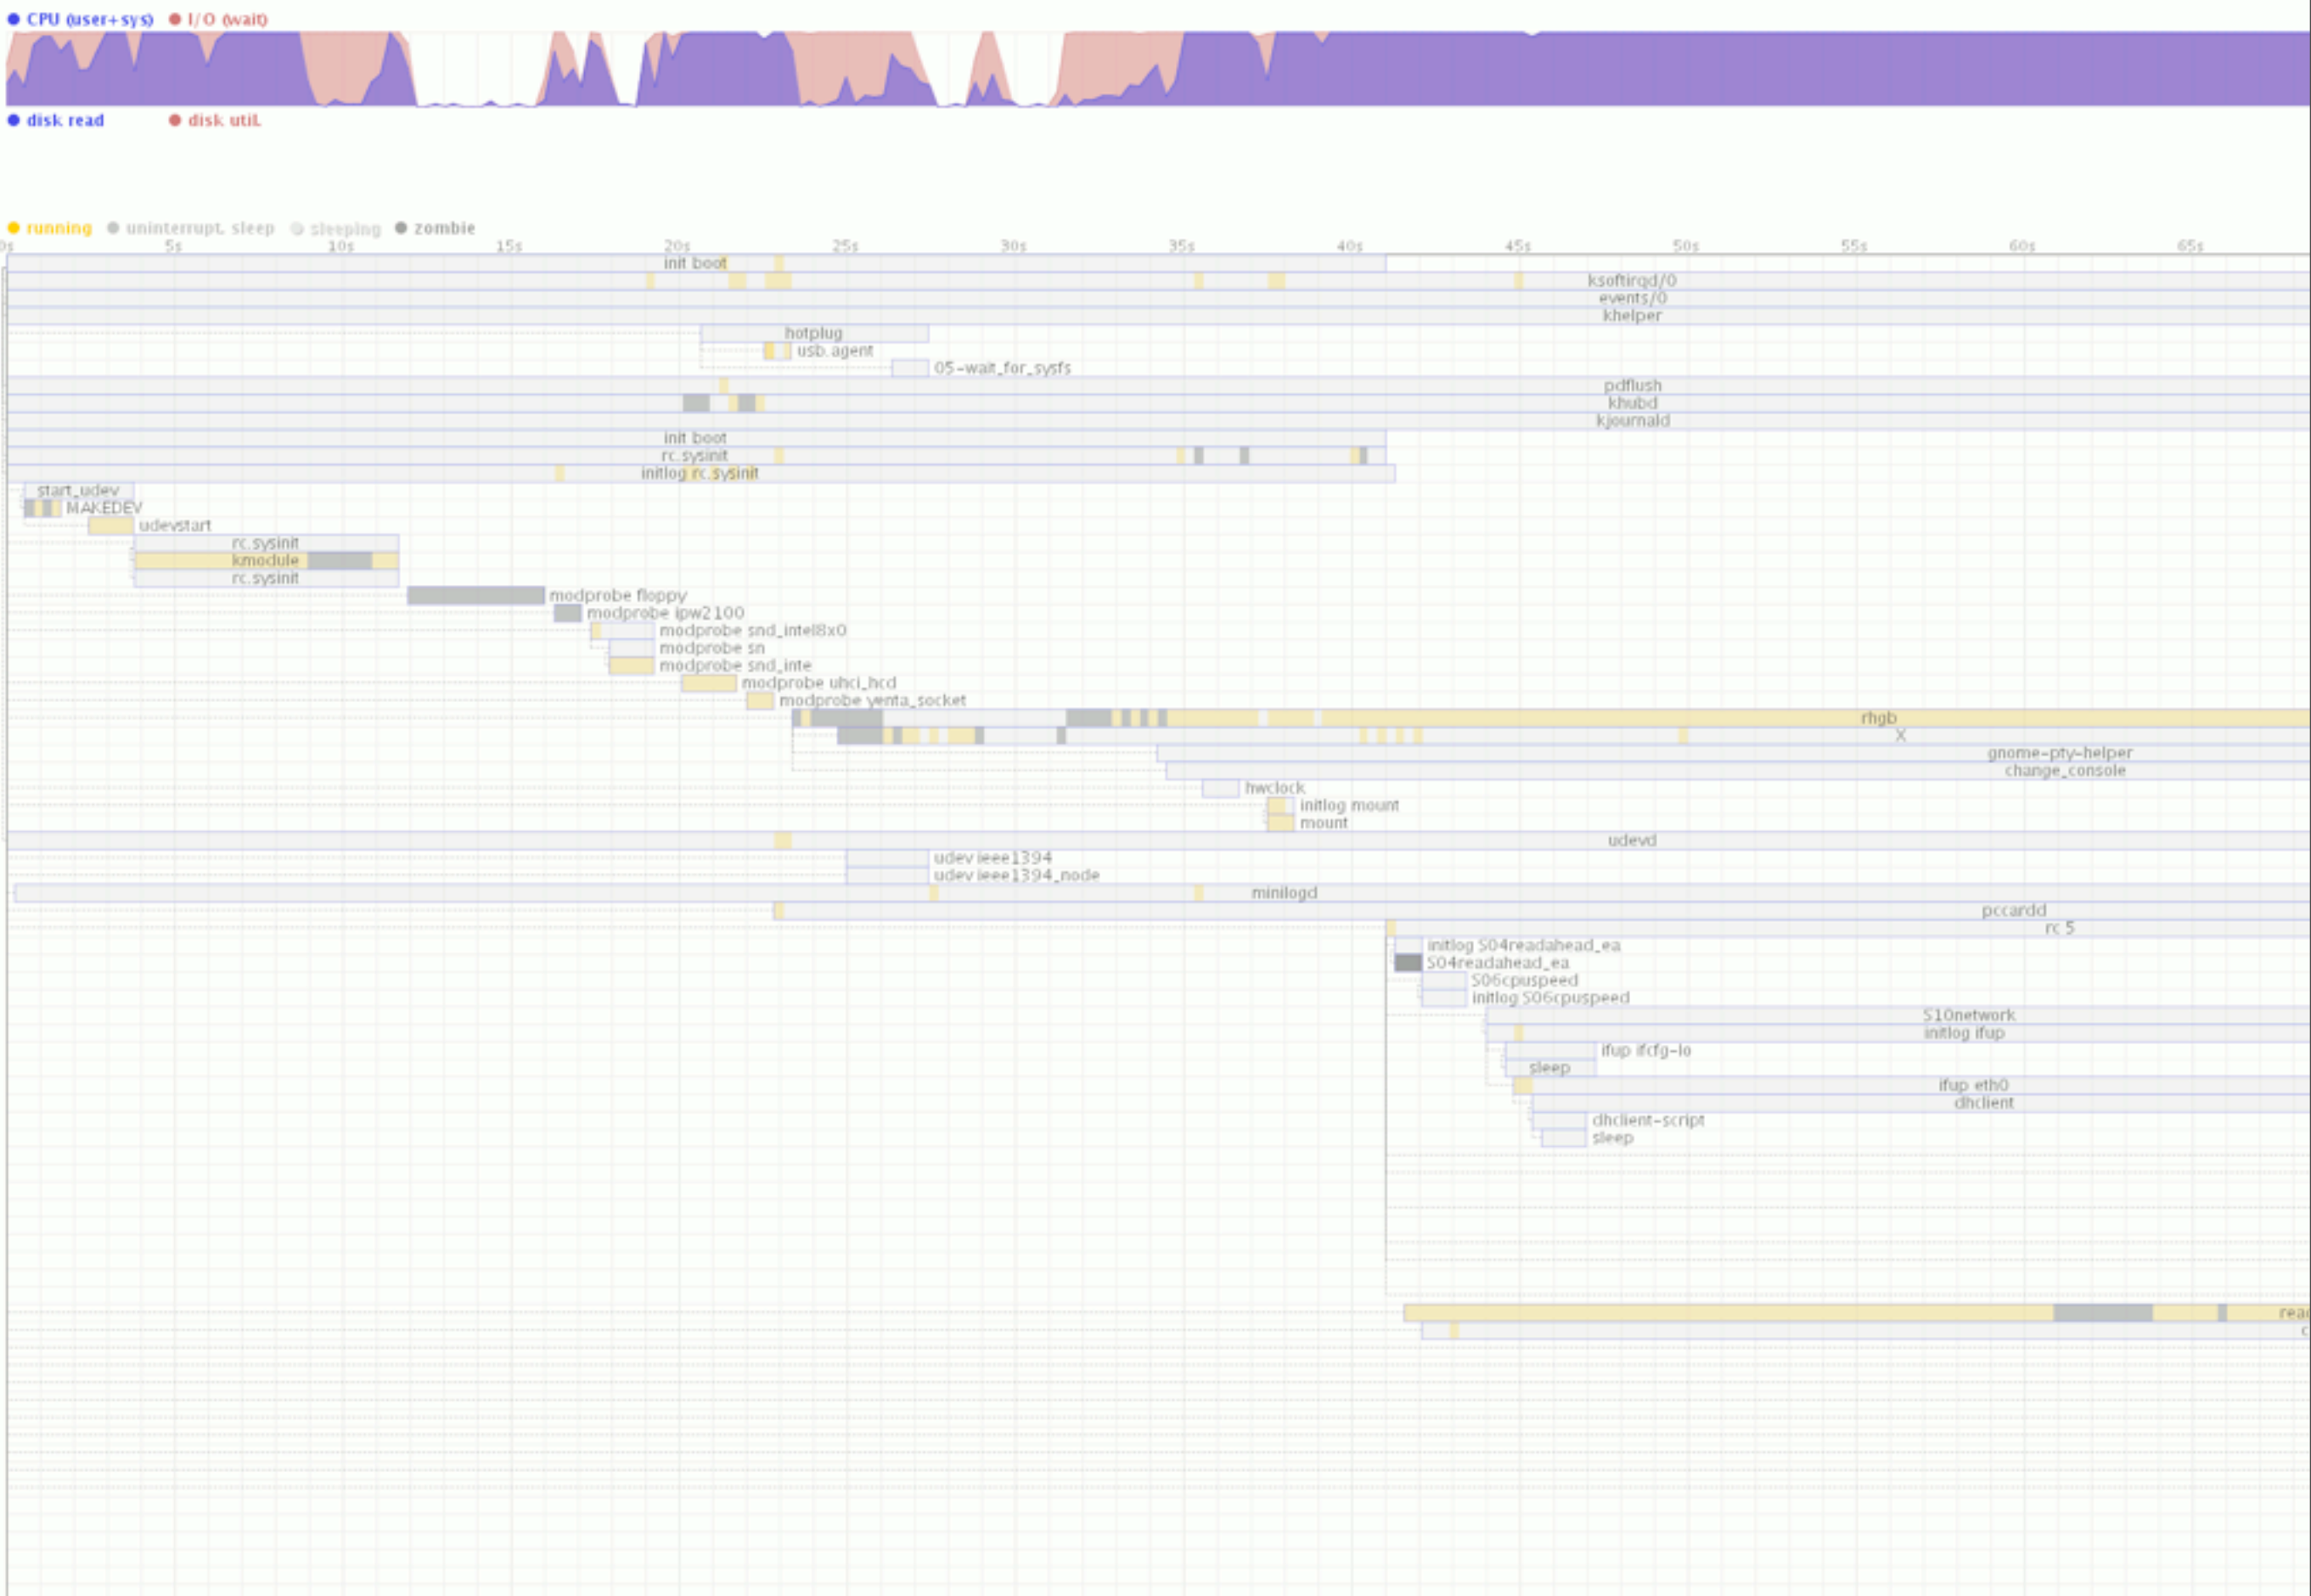 CPU (user+sys) I/O (wait)
disk read disk util.
running uninterrupt. sleep sleeping zombie
0s 5s 10s 15s 20s 25s 30s 35s 40s 45s 50s 55s 60s 65s
init boot
ksoftirqd/0
events/0
khelper
hotplug
usb.agent
05-wait_for_sysfs
pdflush
khubd
kjournald
init boot
rc.sysinit
initlog rc.sysinit
start_udev
MAKEDEV
udevstart
rc.sysinit
kmodule
rc.sysinit
modprobe floppy
modprobe ipw2100
modprobe snd_intel8x0
modprobe sn
modprobe snd_inte
modprobe uhci_hcd
modprobe yenta_socket
rhgb
X
gnome-pty-helper
change_console
hwclock
initlog mount
mount
udevd
udev ieee1394
udev ieee1394_node
minilogd
pccardd
rc 5
initlog S04readahead_ea
S04readahead_ea
S06cpuspeed
initlog S06cpuspeed
S10network
initlog ifup
ifup ifcfg-lo
sleep
ifup eth0
dhclient
dhclient-script
sleep